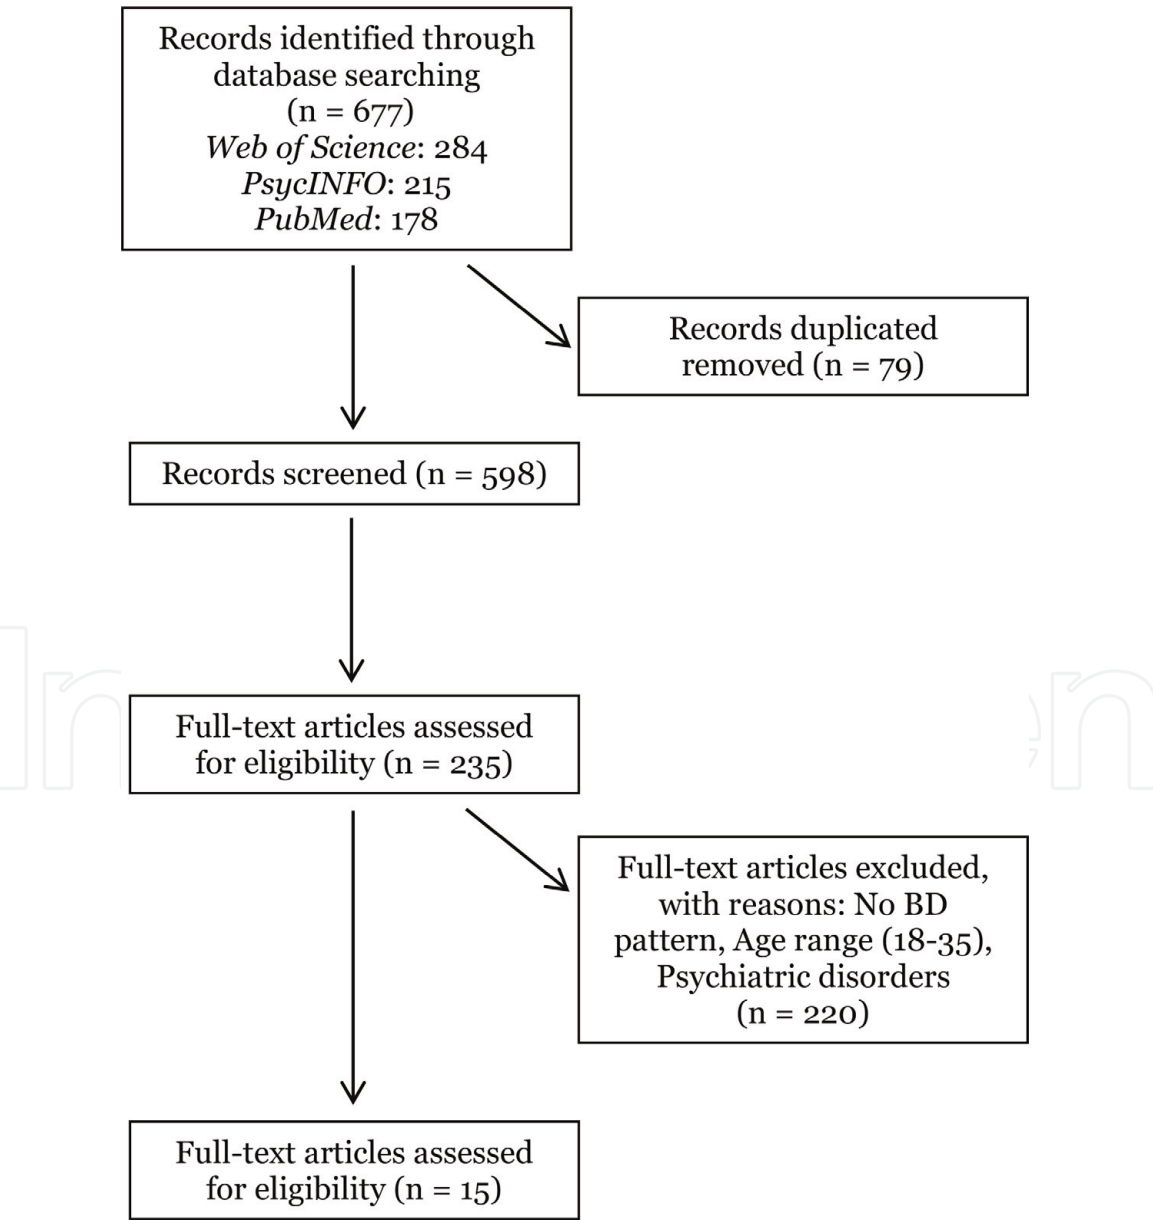 Records identified through
database searching
(n = 677)
Web of Science: 284
PsycINFO: 215
PubMed: 178
Records duplicated
removed (n = 79)
Records screened (n = 598)
Full-text articles assessed
for eligibility (n = 235)
Full-text articles excluded,
with reasons: No BD
pattern, Age range (18-35),
Psychiatric disorders
(n = 220)
Full-text articles assessed
for eligibility (n = 15)